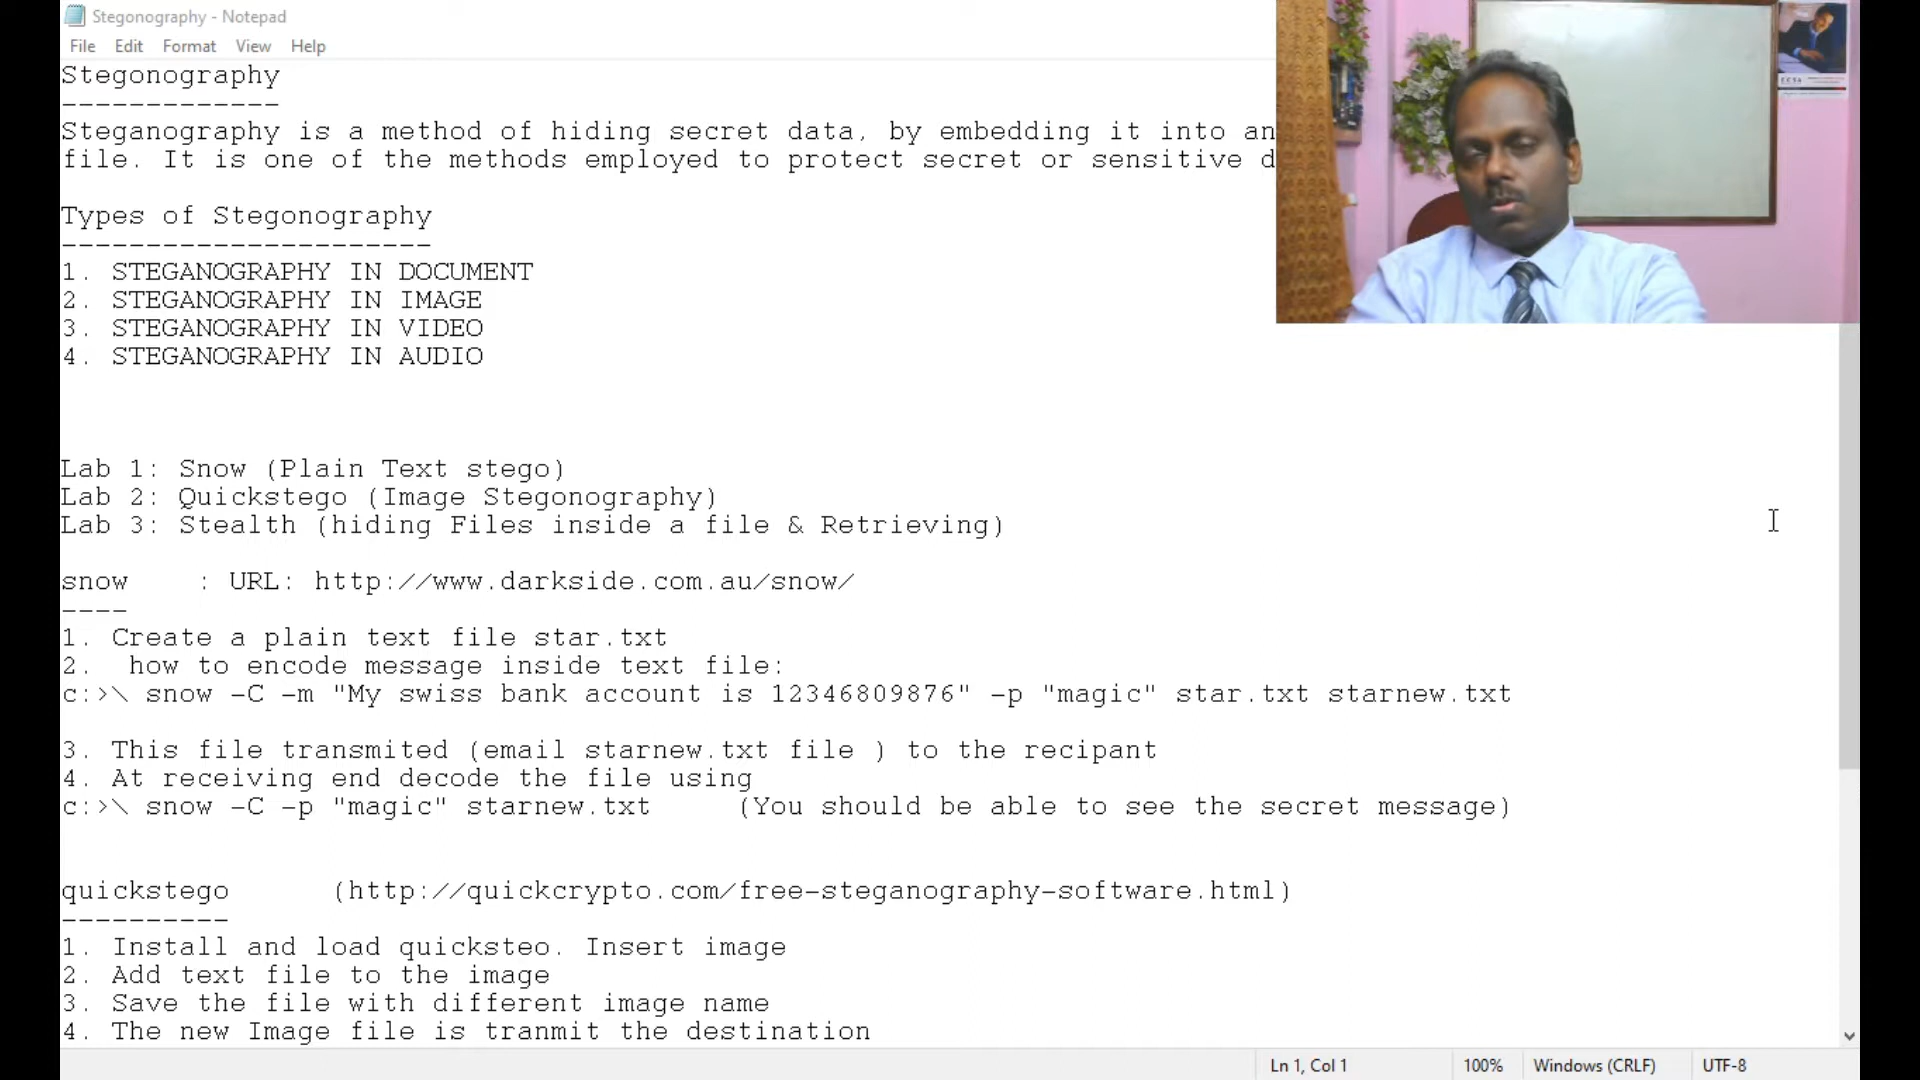 Stegonography - Notepad
File Edit Format View Help
Stegonography
-------------
Steganography is a method of hiding secret data, by embedding it into an
file. It is one of the methods employed to protect secret or sensitive d
Types of Stegonography
----------------------
1. STEGANOGRAPHY IN DOCUMENT
2. STEGANOGRAPHY IN IMAGE
3. STEGANOGRAPHY IN VIDEO
4. STEGANOGRAPHY IN AUDIO
Lab 1: Snow (Plain Text stego)
Lab 2: Quickstego (Image Stegonography)
Lab 3: Stealth (hiding Files inside a file & Retrieving)
snow : URL: http://www.darkside.com.au/snow/
----
1. Create a plain text file star.txt
2. how to encode message inside text file:
c:>\ snow -C -m "My swiss bank account is 12346809876" -p "magic" star.txt starnew.txt
3. This file transmited (email starnew.txt file ) to the recipant
4. At receiving end decode the file using
c:>\ snow -C -p "magic" starnew.txt (You should be able to see the secret message)
quickstego (http://quickcrypto.com/free-steganography-software.html)
----------
1. Install and load quicksteo. Insert image
2. Add text file to the image
3. Save the file with different image name
4. The new Image file is tranmit the destination
Ln 1, Col 1 100% Windows (CRLF) UTF-8